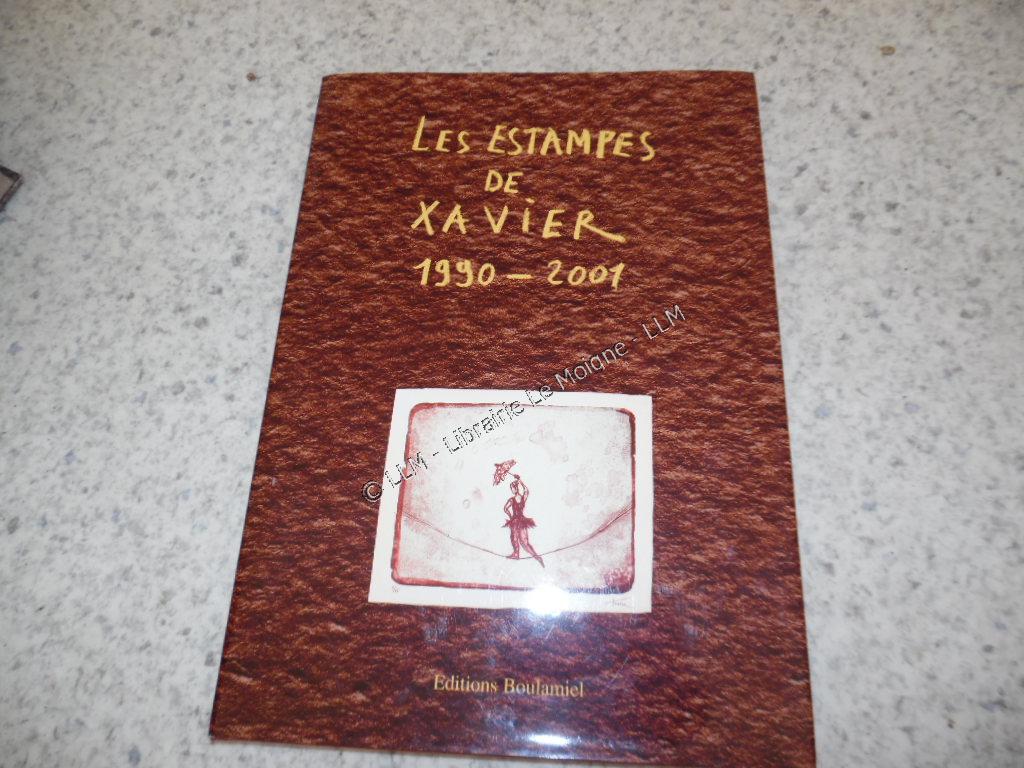 LES ESTAMPES
DE
XAViER
1990 - 2001
© LLM - Librairie Le Moigne - LLM
Editions Boulamiel